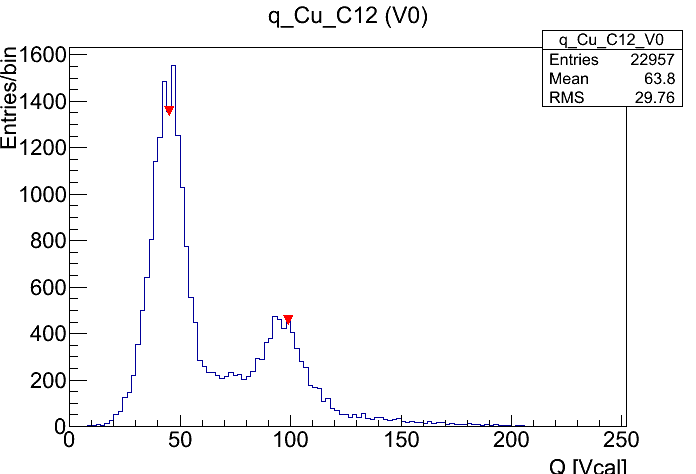 q_Cu_C12 (V0)
q_Cu_C12_V0
Entries 22957
Mean 63.8
RMS 29.76
Entries/bin
1600
1400
1200
1000
800
600
400
200
0
0 50 100 150 200 250
Q [Vcal]